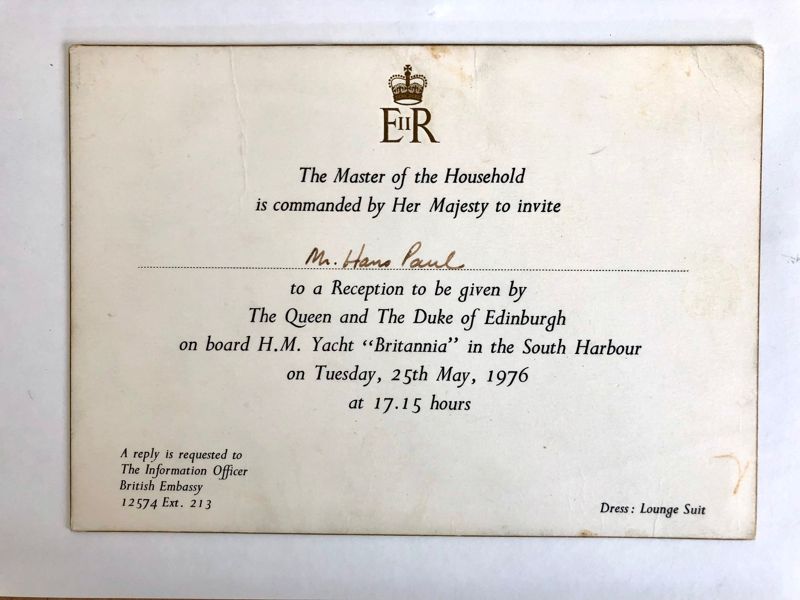 EIIR
The Master of the Household
is commanded by Her Majesty to invite
Mr. Hans Paul
to a Reception to be given by
The Queen and The Duke of Edinburgh
on board H.M. Yacht “Britannia” in the South Harbour
on Tuesday, 25th May, 1976
at 17.15 hours
A reply is requested to
The Information Officer
British Embassy
12574 Ext. 213
Dress: Lounge Suit